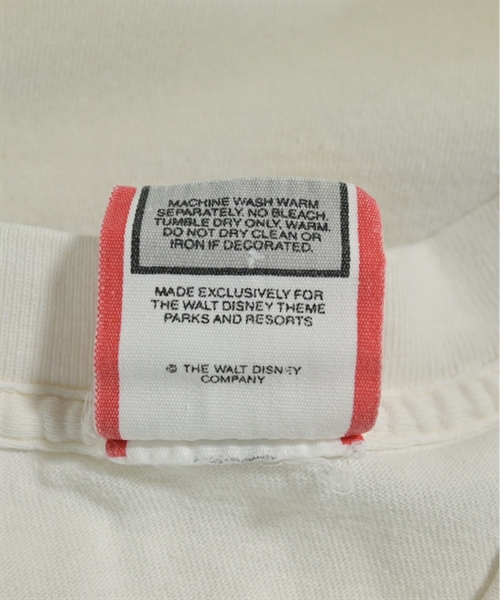 MACHINE WASH WARM
SEPARATELY. NO BLEACH.
TUMBLE DRY ONLY, WARM.
DO NOT DRY CLEAN OR
IRON IF DECORATED.
MADE EXCLUSIVELY FOR
THE WALT DISNEY THEME
PARKS AND RESORTS
© THE WALT DISNEY
COMPANY